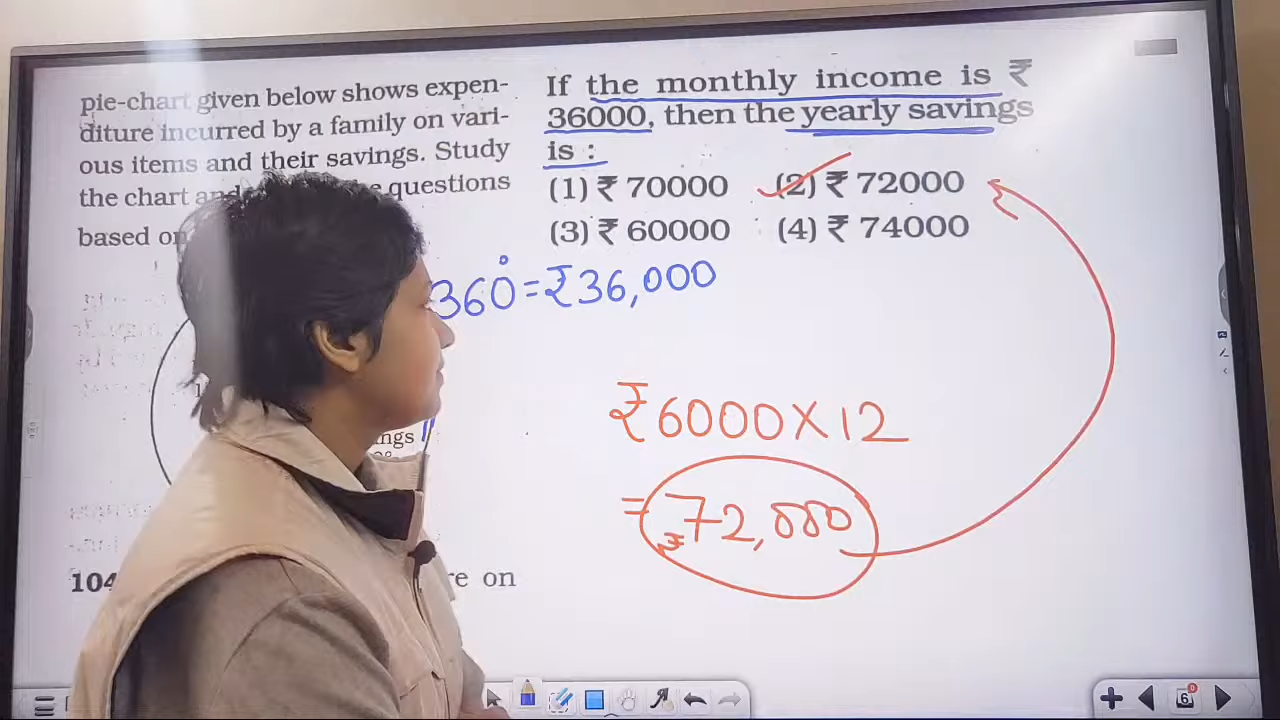 pie-chart given below shows expen-
diture incurred by a family on vari-
ous items and their savings. Study
the chart and questions
based on
If the monthly income is ₹
36000, then the yearly savings
is :
(1) ₹ 70000 (2) ₹ 72000
(3) ₹ 60000 (4) ₹ 74000
360° = ₹36,000
₹6000 X 12
= ₹72,000
104
re on
6